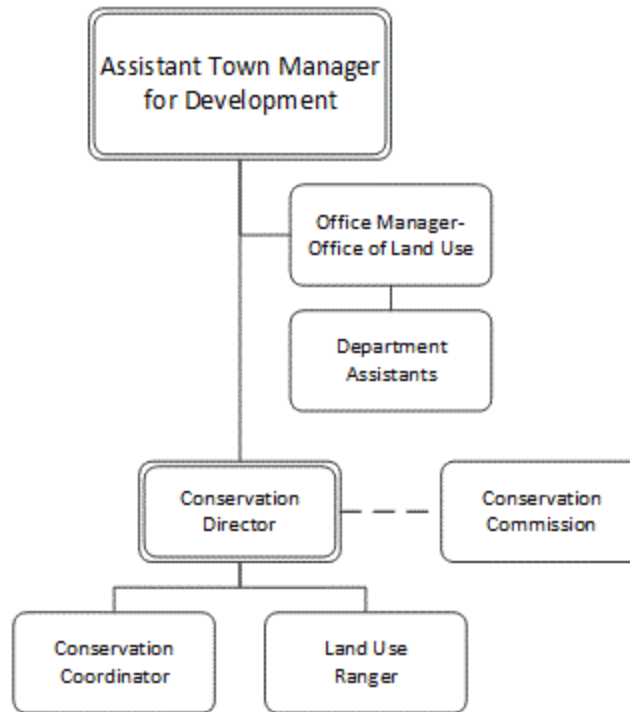 Assistant Town Manager
for Development
Office Manager-
Office of Land Use
Department
Assistants
Conservation
Director
Conservation
Commission
Conservation
Coordinator
Land Use
Ranger